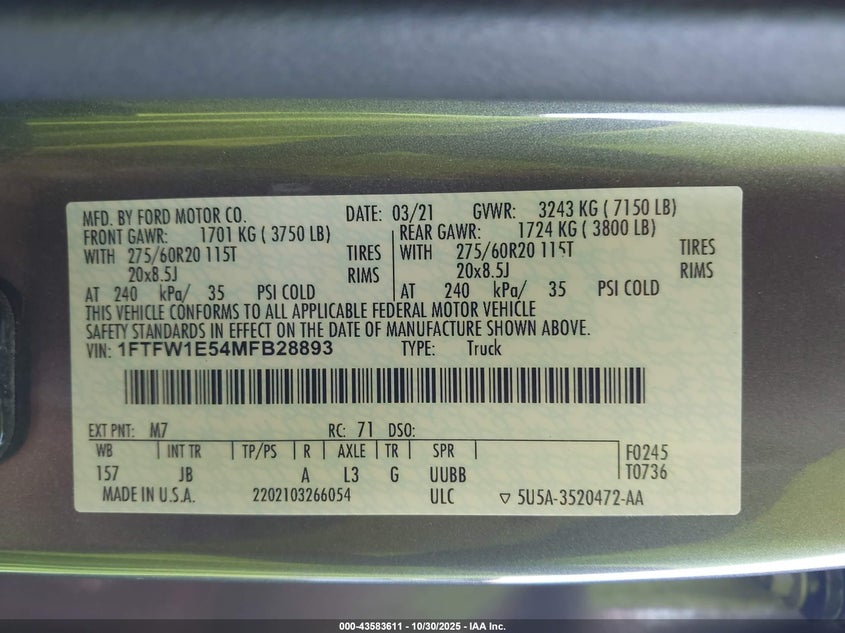 MFD. BY FORD MOTOR CO. DATE: 03/21 GVWR: 3243 KG ( 7150 LB)
FRONT GAWR: 1701 KG ( 3750 LB) REAR GAWR: 1724 KG ( 3800 LB)
WITH 275/60R20 115T TIRES WITH 275/60R20 115T TIRES
20x8.5J RIMS 20x8.5J RIMS
AT 240 kPa/ 35 PSI COLD AT 240 kPa/ 35 PSI COLD
THIS VEHICLE CONFORMS TO ALL APPLICABLE FEDERAL MOTOR VEHICLE
SAFETY STANDARDS IN EFFECT ON THE DATE OF MANUFACTURE SHOWN ABOVE.
VIN: 1FTFW1E54MFB28893 TYPE: Truck
EXT PNT: M7 RC: 71 DSO:
WB INT TR TP/PS R AXLE TR SPR F0245
157 JB A L3 G UUBB T0736
MADE IN U.S.A. 2202103266054 ULC ▽ 5U5A-3520472-AA
000-43583611 - 10/30/2025 - IAA Inc.